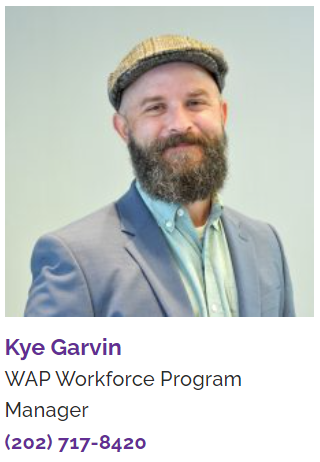 Kye Garvin
WAP Workforce Program
Manager
(202) 717-8420